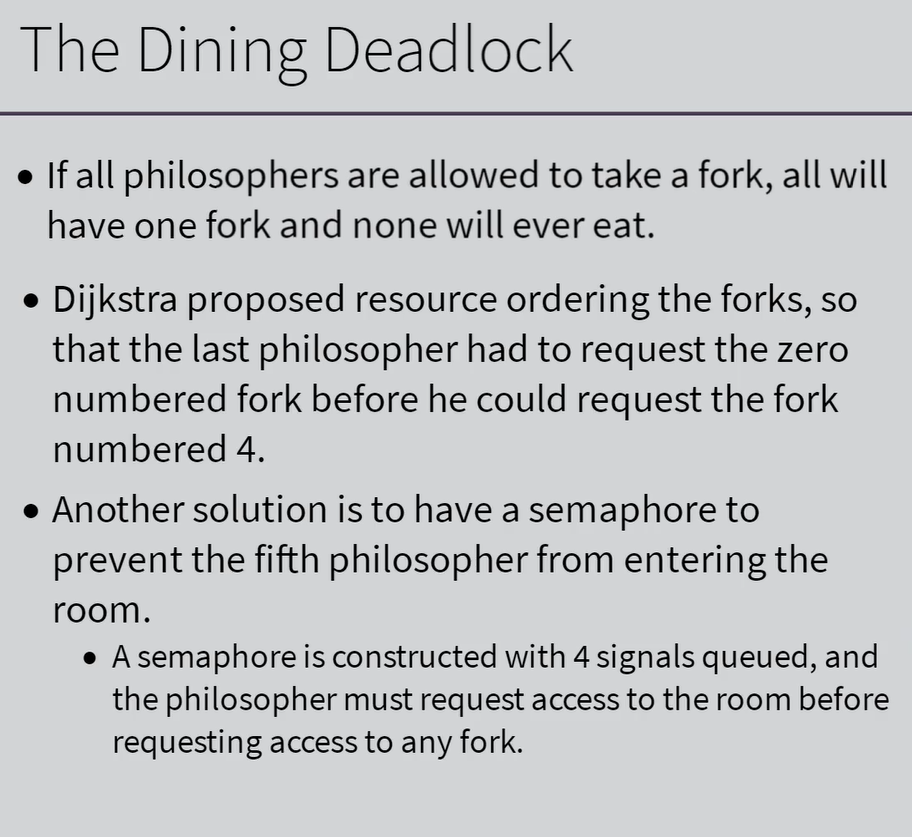 The Dining Deadlock
• If all philosophers are allowed to take a fork, all will
have one fork and none will ever eat.
• Dijkstra proposed resource ordering the forks, so
that the last philosopher had to request the zero
numbered fork before he could request the fork
numbered 4.
• Another solution is to have a semaphore to
prevent the fifth philosopher from entering the
room.
• A semaphore is constructed with 4 signals queued, and
the philosopher must request access to the room before
requesting access to any fork.